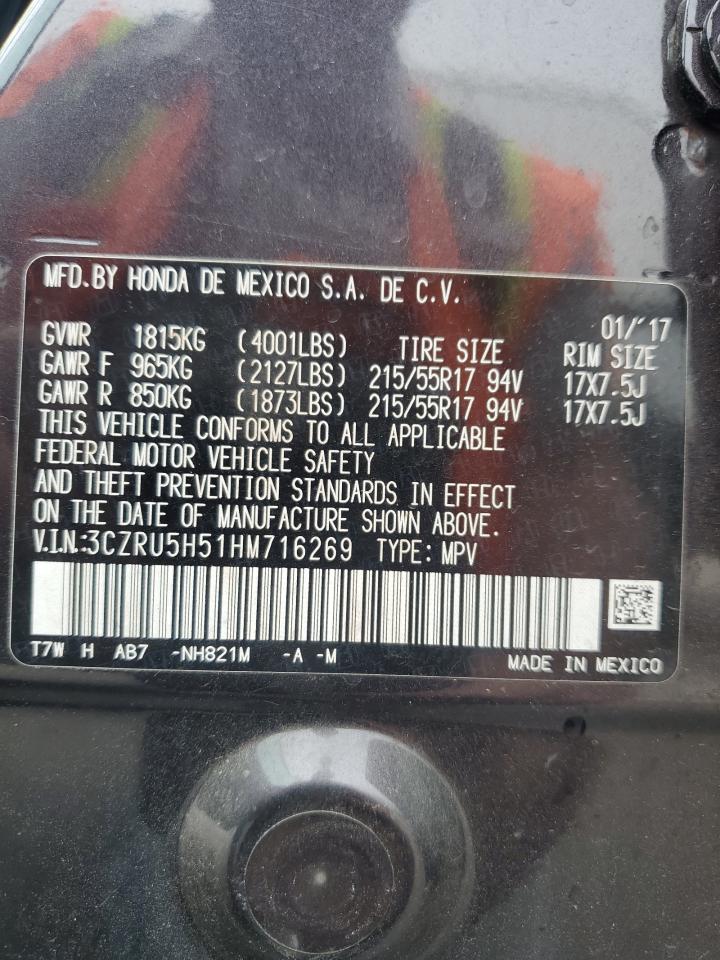 MFD.BY HONDA DE MEXICO S.A. DE C.V.
01/'17
GVWR 1815KG (4001LBS) TIRE SIZE RIM SIZE
GAWR F 965KG (2127LBS) 215/55R17 94V 17X7.5J
GAWR R 850KG (1873LBS) 215/55R17 94V 17X7.5J
THIS VEHICLE CONFORMS TO ALL APPLICABLE
FEDERAL MOTOR VEHICLE SAFETY
AND THEFT PREVENTION STANDARDS IN EFFECT
ON THE DATE OF MANUFACTURE SHOWN ABOVE.
V.I.N.:3CZRU5H51HM716269 TYPE: MPV
T7W H AB7 -NH821M -A -M
MADE IN MEXICO